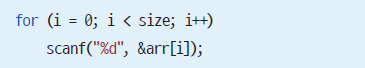 for (i = 0; i < size; i++)
    scanf("%d", &arr[i]);